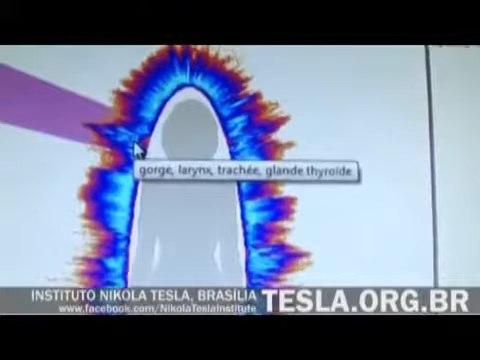 gorge, larynx, trachée, glande thyroïde
INSTITUTO NIKOLA TESLA, BRASÍLIA
www.facebook.com/NikolaTeslaInstitute
TESLA.ORG.BR